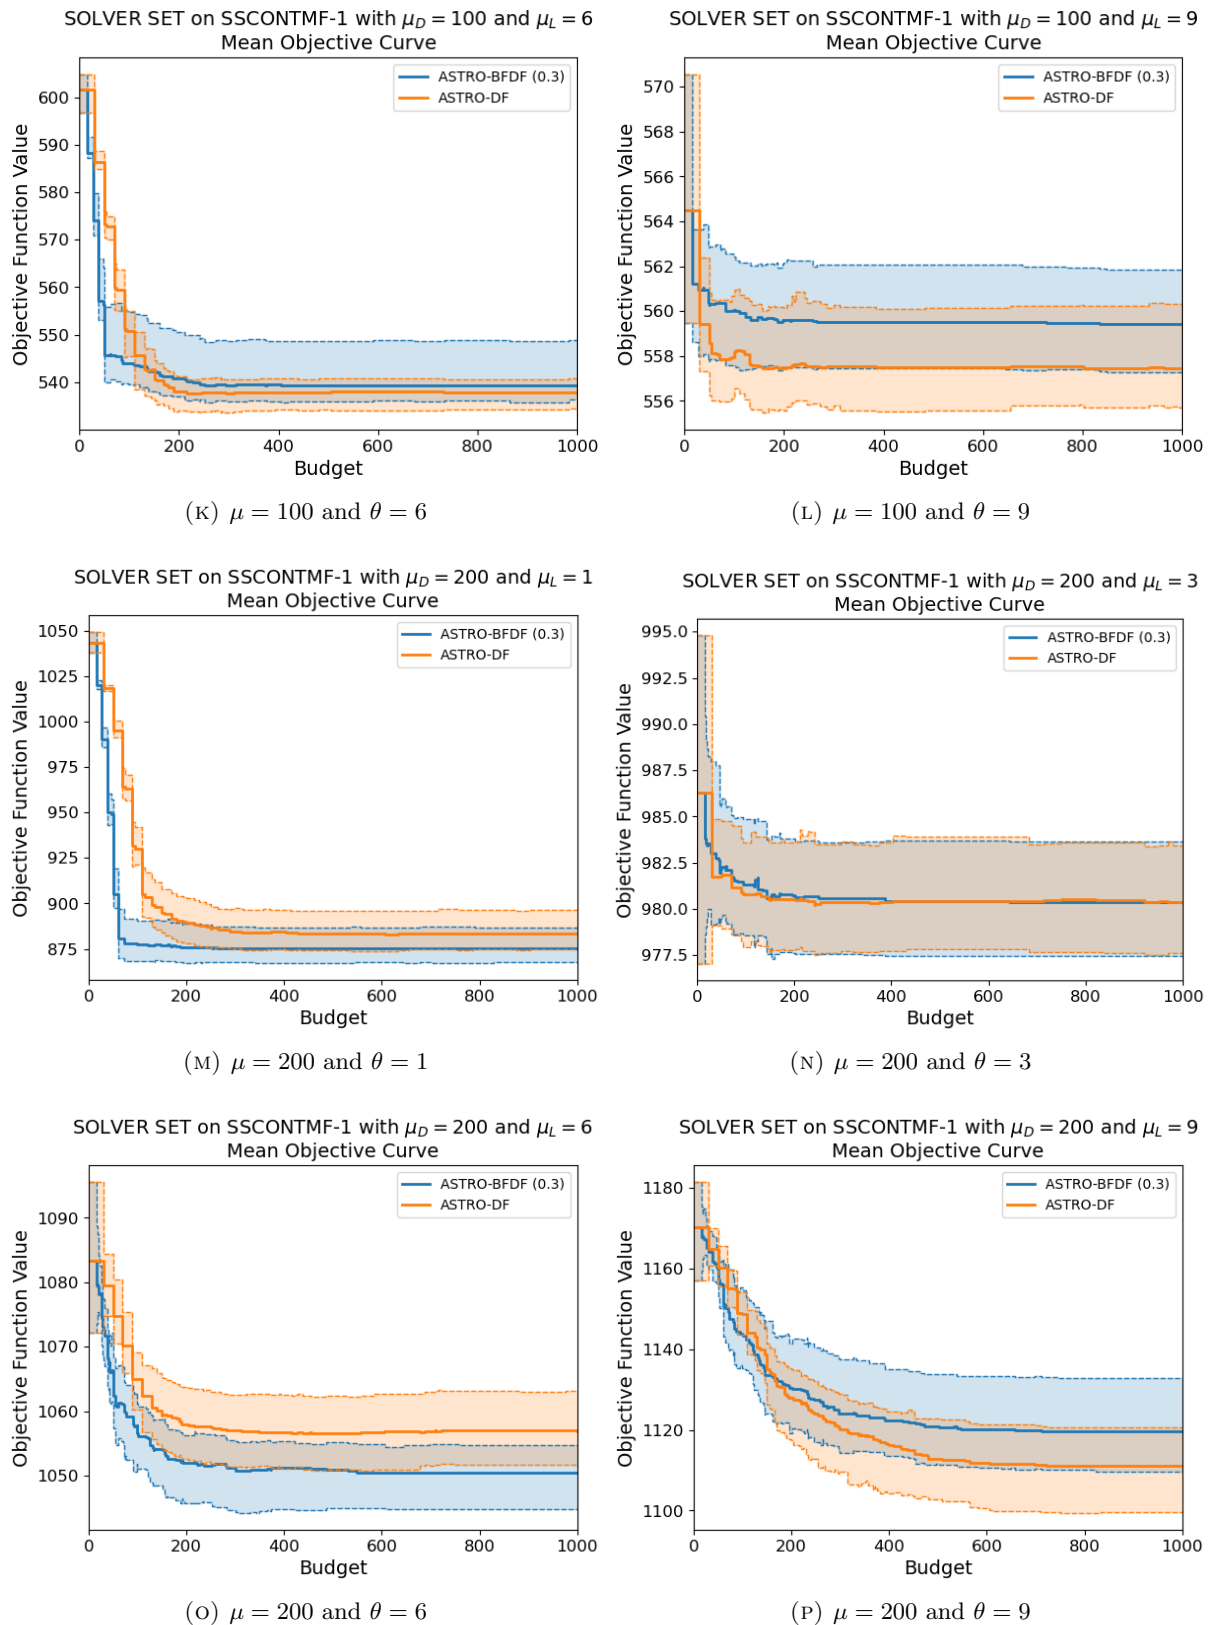 SOLVER SET on SSCONTMF-1 with μ_D = 100 and μ_L = 6
Mean Objective Curve
ASTRO-BFDF (0.3)
ASTRO-DF
Objective Function Value
600
590
580
570
560
550
540
0 200 400 600 800 1000
Budget
(K) μ = 100 and θ = 6
SOLVER SET on SSCONTMF-1 with μ_D = 100 and μ_L = 9
Mean Objective Curve
ASTRO-BFDF (0.3)
ASTRO-DF
Objective Function Value
570
568
566
564
562
560
558
556
0 200 400 600 800 1000
Budget
(L) μ = 100 and θ = 9
SOLVER SET on SSCONTMF-1 with μ_D = 200 and μ_L = 1
Mean Objective Curve
ASTRO-BFDF (0.3)
ASTRO-DF
Objective Function Value
1050
1025
1000
975
950
925
900
875
0 200 400 600 800 1000
Budget
(M) μ = 200 and θ = 1
SOLVER SET on SSCONTMF-1 with μ_D = 200 and μ_L = 3
Mean Objective Curve
ASTRO-BFDF (0.3)
ASTRO-DF
Objective Function Value
995.0
992.5
990.0
987.5
985.0
982.5
980.0
977.5
0 200 400 600 800 1000
Budget
(N) μ = 200 and θ = 3
SOLVER SET on SSCONTMF-1 with μ_D = 200 and μ_L = 6
Mean Objective Curve
ASTRO-BFDF (0.3)
ASTRO-DF
Objective Function Value
1090
1080
1070
1060
1050
0 200 400 600 800 1000
Budget
(O) μ = 200 and θ = 6
SOLVER SET on SSCONTMF-1 with μ_D = 200 and μ_L = 9
Mean Objective Curve
ASTRO-BFDF (0.3)
ASTRO-DF
Objective Function Value
1180
1160
1140
1120
1100
0 200 400 600 800 1000
Budget
(P) μ = 200 and θ = 9